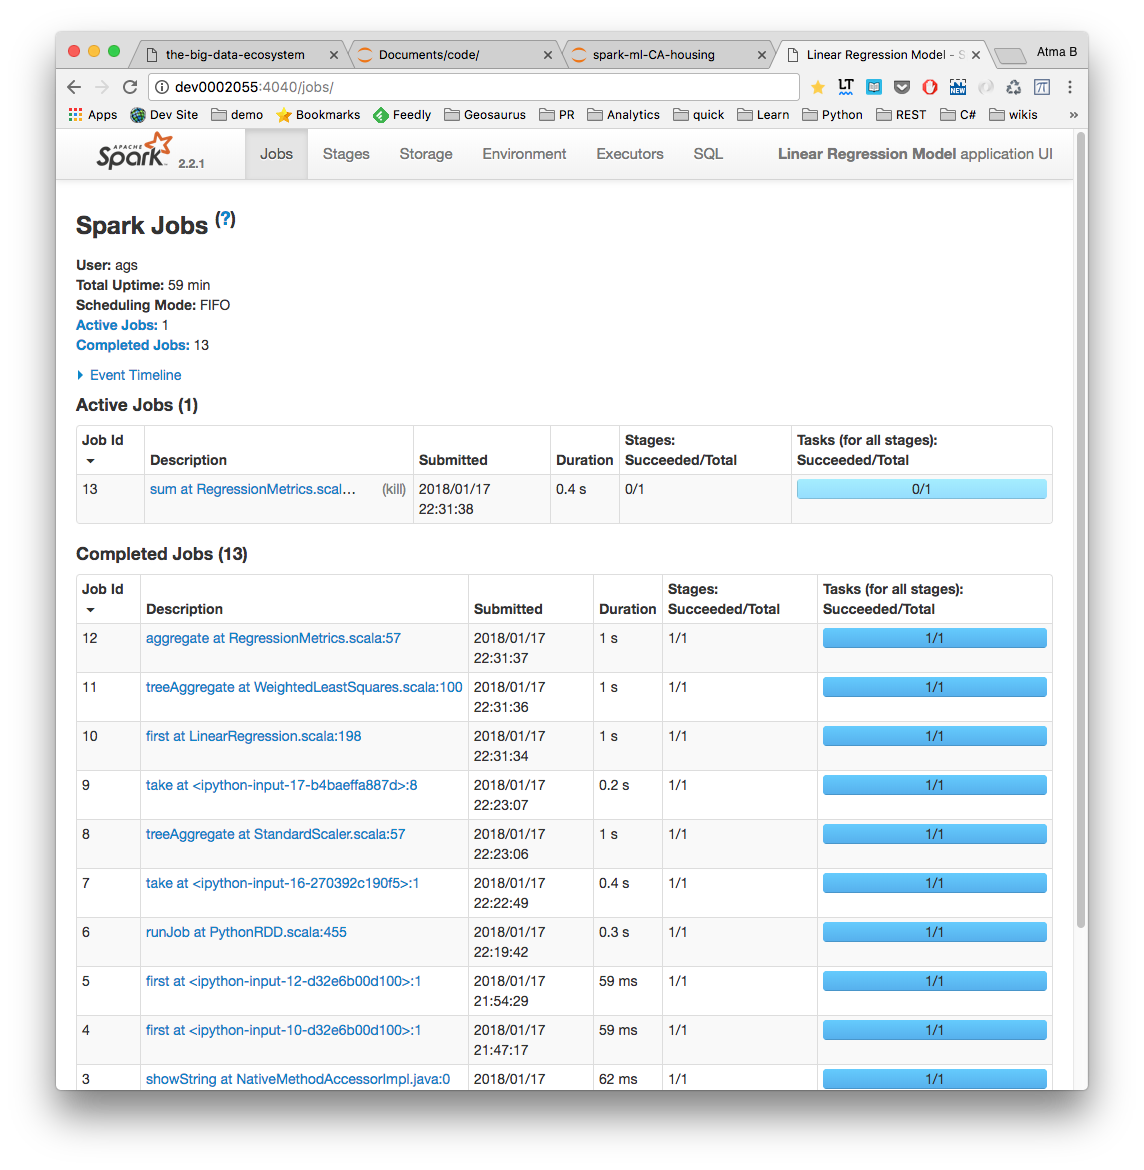 the-big-data-ecosystem
Documents/code/
spark-ml-CA-housing
Linear Regression Model - S
Atma B
dev0002055:4040/jobs/
LT
NEW
Apps Dev Site demo Bookmarks Feedly Geosaurus PR Analytics quick Learn Python REST C# wikis »
APACHE
Spark 2.2.1
Jobs Stages Storage Environment Executors SQL Linear Regression Model application UI
Spark Jobs (?)
User: ags
Total Uptime: 59 min
Scheduling Mode: FIFO
Active Jobs: 1
Completed Jobs: 13
Event Timeline
Active Jobs (1)
Job Id Description Submitted Duration Stages: Succeeded/Total Tasks (for all stages): Succeeded/Total
13 sum at RegressionMetrics.scal... (kill) 2018/01/17 22:31:38 0.4 s 0/1 0/1
Completed Jobs (13)
Job Id Description Submitted Duration Stages: Succeeded/Total Tasks (for all stages): Succeeded/Total
12 aggregate at RegressionMetrics.scala:57 2018/01/17 22:31:37 1 s 1/1 1/1
11 treeAggregate at WeightedLeastSquares.scala:100 2018/01/17 22:31:36 1 s 1/1 1/1
10 first at LinearRegression.scala:198 2018/01/17 22:31:34 1 s 1/1 1/1
9 take at <ipython-input-17-b4baeffa887d>:8 2018/01/17 22:23:07 0.2 s 1/1 1/1
8 treeAggregate at StandardScaler.scala:57 2018/01/17 22:23:06 1 s 1/1 1/1
7 take at <ipython-input-16-270392c190f5>:1 2018/01/17 22:22:49 0.4 s 1/1 1/1
6 runJob at PythonRDD.scala:455 2018/01/17 22:19:42 0.3 s 1/1 1/1
5 first at <ipython-input-12-d32e6b00d100>:1 2018/01/17 21:54:29 59 ms 1/1 1/1
4 first at <ipython-input-10-d32e6b00d100>:1 2018/01/17 21:47:17 59 ms 1/1 1/1
3 showString at NativeMethodAccessorImpl.java:0 2018/01/17 62 ms 1/1 1/1